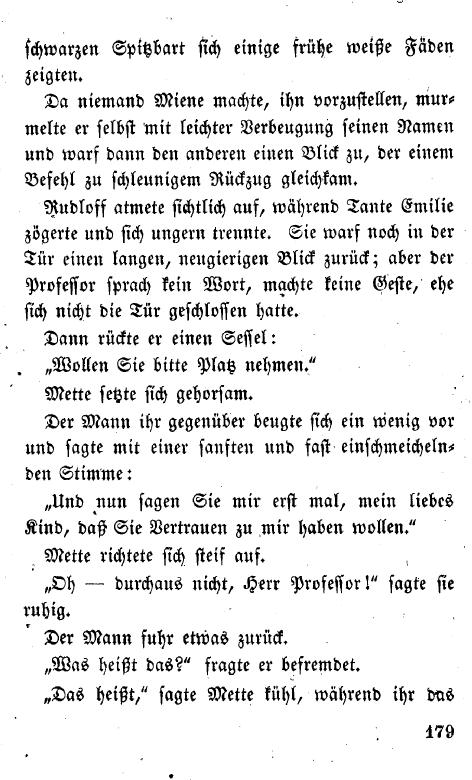 schwarzen Spitzbart sich einige frühe weiße Fäden
zeigten.
Da niemand Miene machte, ihn vorzustellen, mur-
melte er selbst mit leichter Verbeugung seinen Namen
und warf dann den anderen einen Blick zu, der einem
Befehl zu schleunigem Rückzug gleichkam.
Rudloff atmete sichtlich auf, während Tante Emilie
zögerte und sich ungern trennte. Sie warf noch in der
Tür einen langen, neugierigen Blick zurück; aber der
Professor sprach kein Wort, machte keine Geste, ehe
sich nicht die Tür geschlossen hatte.
Dann rückte er einen Sessel:
„Wollen Sie bitte Platz nehmen.“
Mette setzte sich gehorsam.
Der Mann ihr gegenüber beugte sich ein wenig vor
und sagte mit einer sanften und fast einschmeicheln-
den Stimme:
„Und nun sagen Sie mir erst mal, mein liebes
Kind, daß Sie Vertrauen zu mir haben wollen.“
Mette richtete sich steif auf.
„Oh — durchaus nicht, Herr Professor!“ sagte sie
ruhig.
Der Mann fuhr etwas zurück.
„Was heißt das?“ fragte er befremdet.
„Das heißt,“ sagte Mette kühl, während ihr das
179